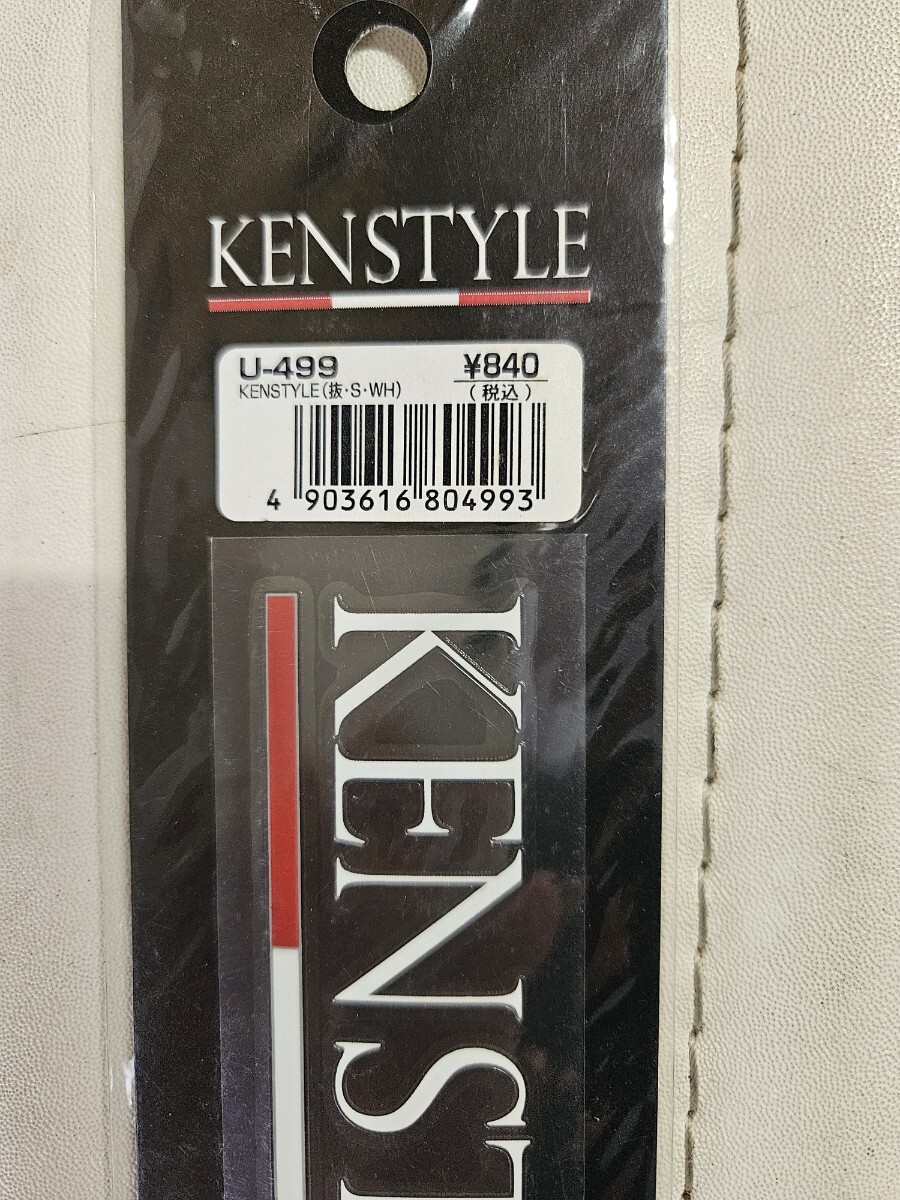 KENSTYLE
U-499 ¥840
KENSTYLE(抜・S・WH) (税込)
4 903616 804993
KENST